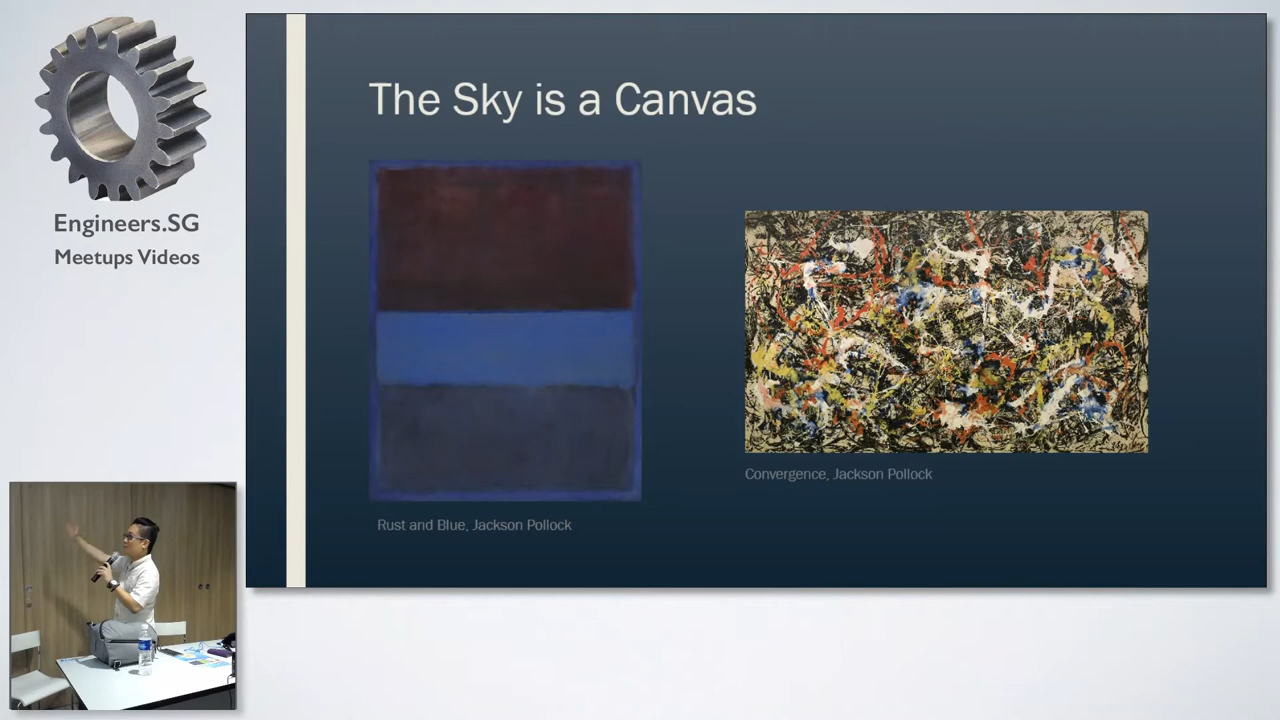 Engineers.SG
Meetups Videos
The Sky is a Canvas
Convergence, Jackson Pollock
Rust and Blue, Jackson Pollock